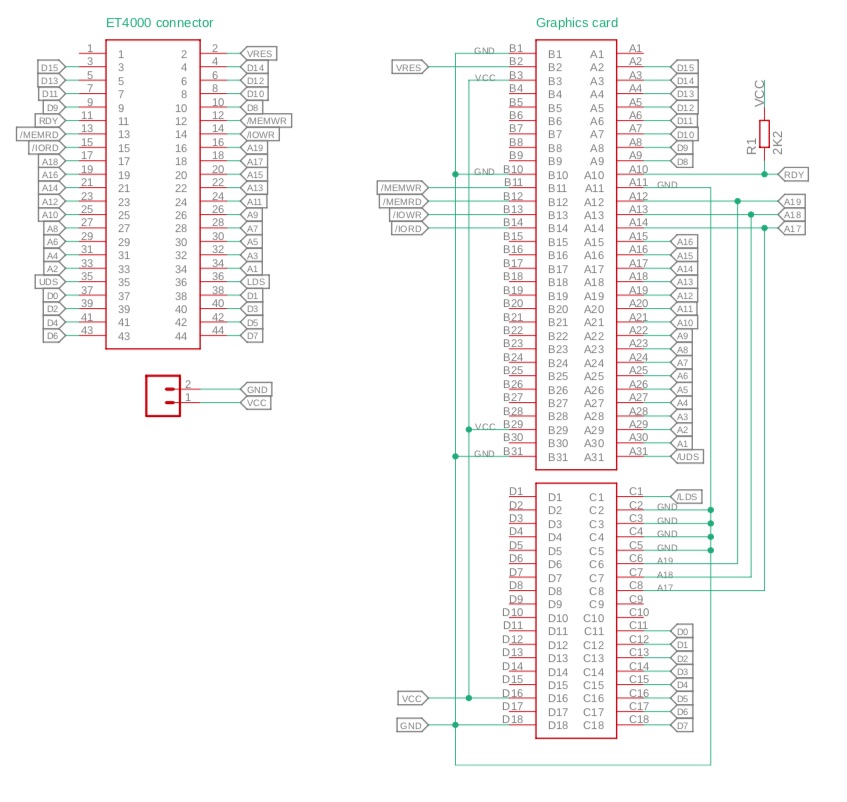 ET4000 connector
Graphics card
1 1 2 2 VRES
D15 3 3 4 4 D14
D13 5 5 6 6 D12
D11 7 7 8 8 D10
D9 9 9 10 10 D8
RDY 11 11 12 12 /MEMWR
/MEMRD 13 13 14 14 /IOWR
/IORD 15 15 16 16 A19
A18 17 17 18 18 A17
A16 19 19 20 20 A15
A14 21 21 22 22 A13
A12 23 23 24 24 A11
A10 25 25 26 26 A9
A8 27 27 28 28 A7
A6 29 29 30 30 A5
A4 31 31 32 32 A3
A2 33 33 34 34 A1
UDS 35 35 36 36 LDS
D0 37 37 38 38 D1
D2 39 39 40 40 D3
D4 41 41 42 42 D5
D6 43 43 44 44 D7
2 GND
1 VCC
GND B1 B1 A1 A1
VRES B2 B2 A2 A2 D15
VCC B3 B3 A3 A3 D14
B4 B4 A4 A4 D13
B5 B5 A5 A5 D12
B6 B6 A6 A6 D11
B7 B7 A7 A7 D10
B8 B8 A8 A8 D9
B9 B9 A9 A9 D8
GND B10 B10 A10 A10 RDY
/MEMWR B11 B11 A11 A11 GND
/MEMRD B12 B12 A12 A12 A19
/IOWR B13 B13 A13 A13 A18
/IORD B14 B14 A14 A14 A17
B15 B15 A15 A15 A16
B16 B16 A16 A16 A15
B17 B17 A17 A17 A14
B18 B18 A18 A18 A13
B19 B19 A19 A19 A12
B20 B20 A20 A20 A11
B21 B21 A21 A21 A10
B22 B22 A22 A22 A9
B23 B23 A23 A23 A8
B24 B24 A24 A24 A7
B25 B25 A25 A25 A6
B26 B26 A26 A26 A5
B27 B27 A27 A27 A4
B28 B28 A28 A28 A3
VCC B29 B29 A29 A29 A2
B30 B30 A30 A30 A1
GND B31 B31 A31 A31 /UDS
VCC
R1
2K2
D1 D1 C1 C1 /LDS
D2 D2 C2 C2 GND
D3 D3 C3 C3 GND
D4 D4 C4 C4 GND
D5 D5 C5 C5 GND
D6 D6 C6 C6 A19
D7 D7 C7 C7 A18
D8 D8 C8 C8 A17
D9 D9 C9 C9
D10 D10 C10 C10
D11 D11 C11 C11 D0
D12 D12 C12 C12 D1
D13 D13 C13 C13 D2
D14 D14 C14 C14 D3
D15 D15 C15 C15 D4
VCC D16 D16 C16 C16 D5
D17 D17 C17 C17 D6
GND D18 D18 C18 C18 D7